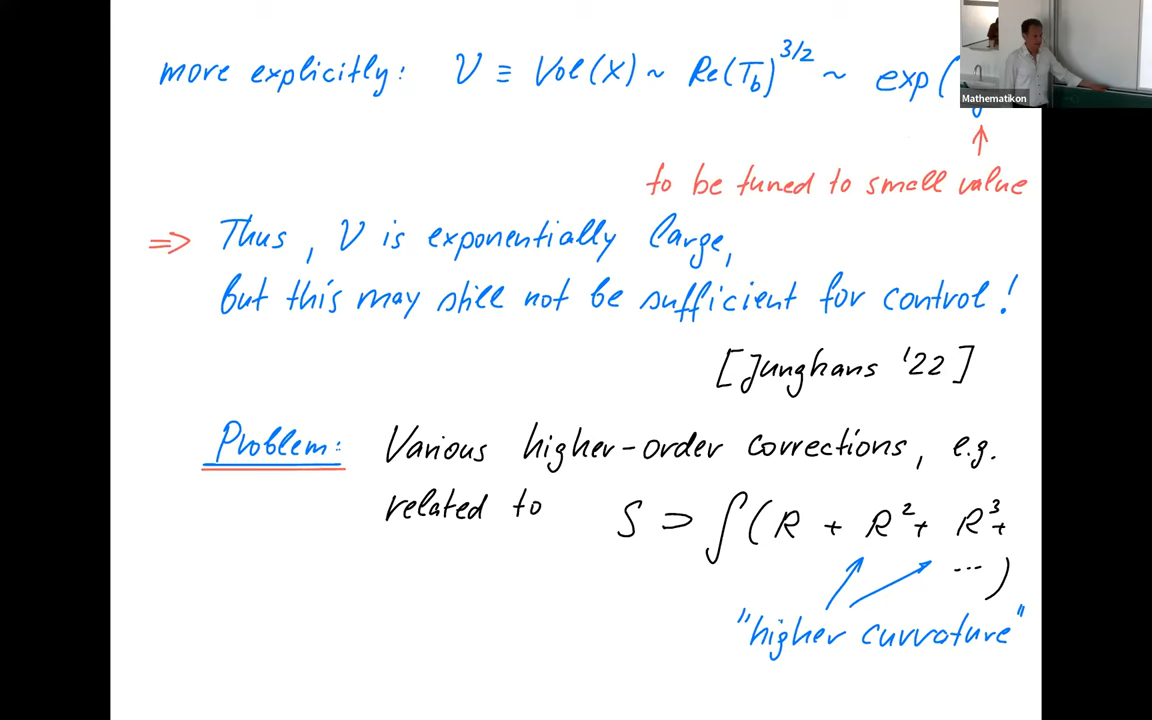 more explicitly: V ≡ Vol(X) ~ Re(T_b)^{3/2} ~ exp(
Mathematikon
↑
to be tuned to small value
⇒ Thus, V is exponentially large,
but this may still not be sufficient for control!
[Junghans '22]
Problem: Various higher-order corrections, e.g.
related to S ⊃ ∫(R + R² + R³ +
...)
"higher curvature"